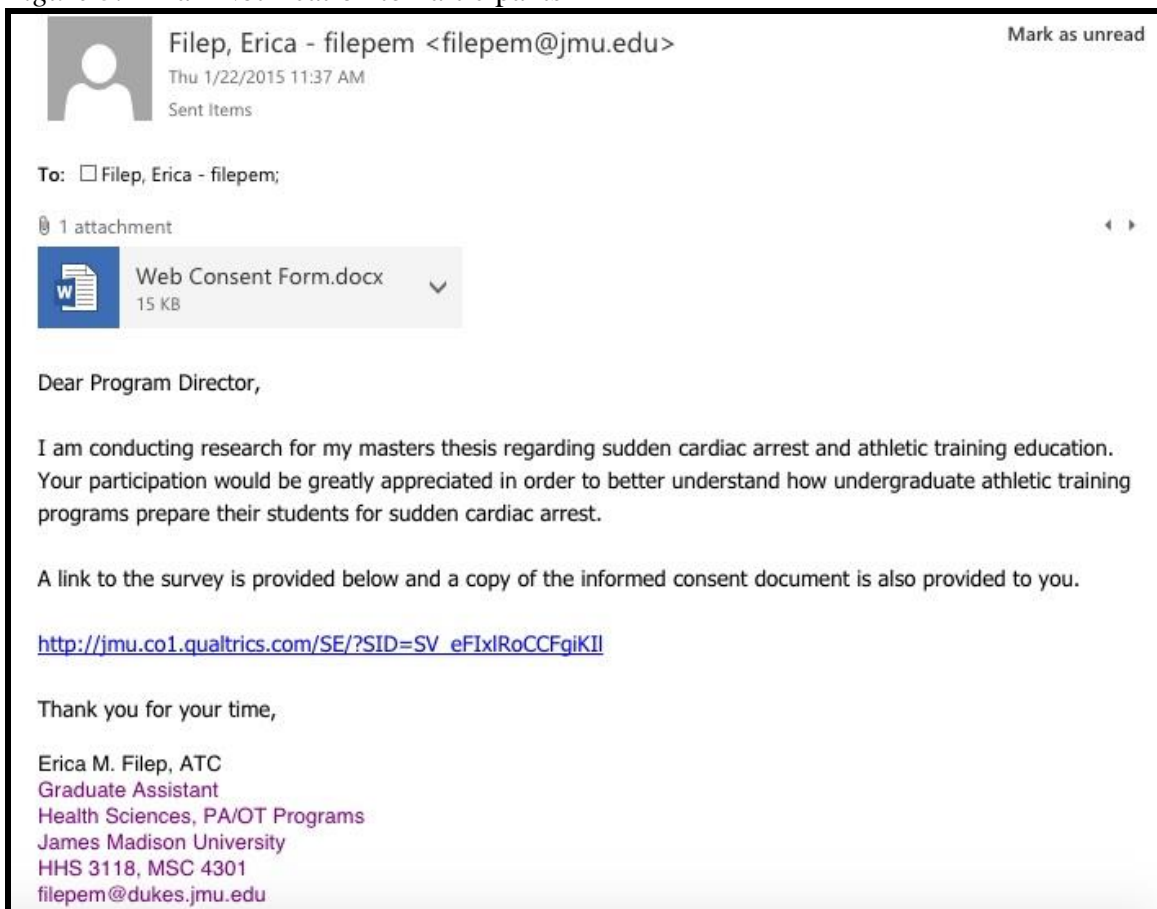 Filep, Erica - filepem <filepem@jmu.edu>
Mark as unread
Thu 1/22/2015 11:37 AM
Sent Items
To: Filep, Erica - filepem;
1 attachment
W
Web Consent Form.docx
15 KB
Dear Program Director,
I am conducting research for my masters thesis regarding sudden cardiac arrest and athletic training education.
Your participation would be greatly appreciated in order to better understand how undergraduate athletic training
programs prepare their students for sudden cardiac arrest.
A link to the survey is provided below and a copy of the informed consent document is also provided to you.
http://jmu.co1.qualtrics.com/SE/?SID=SV_eFIxlRoCCFgiKIl
Thank you for your time,
Erica M. Filep, ATC
Graduate Assistant
Health Sciences, PA/OT Programs
James Madison University
HHS 3118, MSC 4301
filepem@dukes.jmu.edu